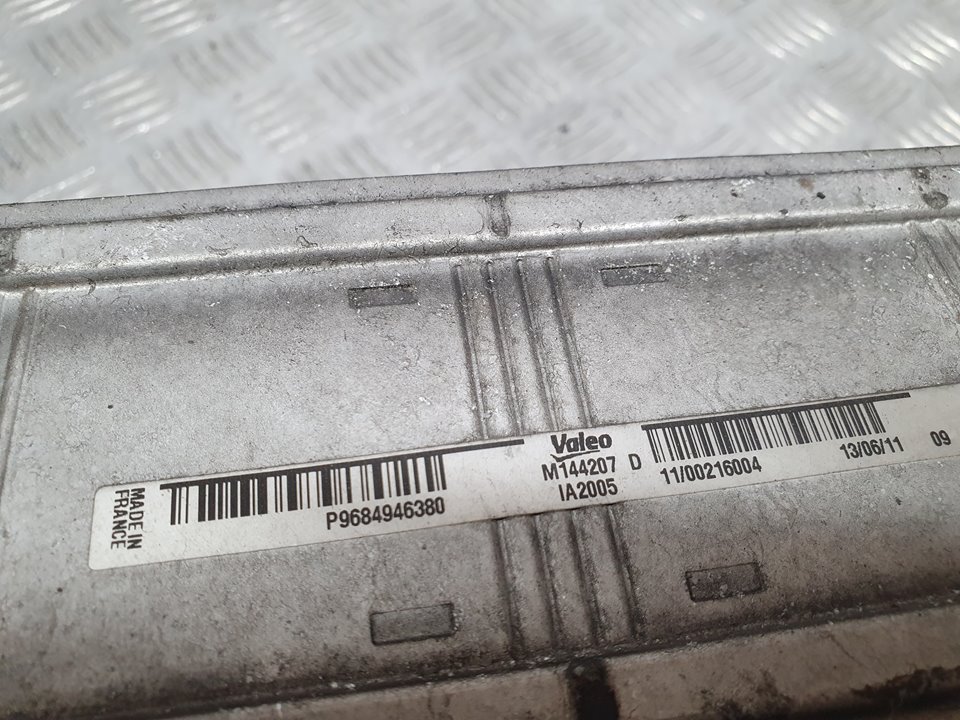 MADE IN
FRANCE
P9684946380
Valeo
M144207 D
IA2005
11/00216004
13/06/11
09